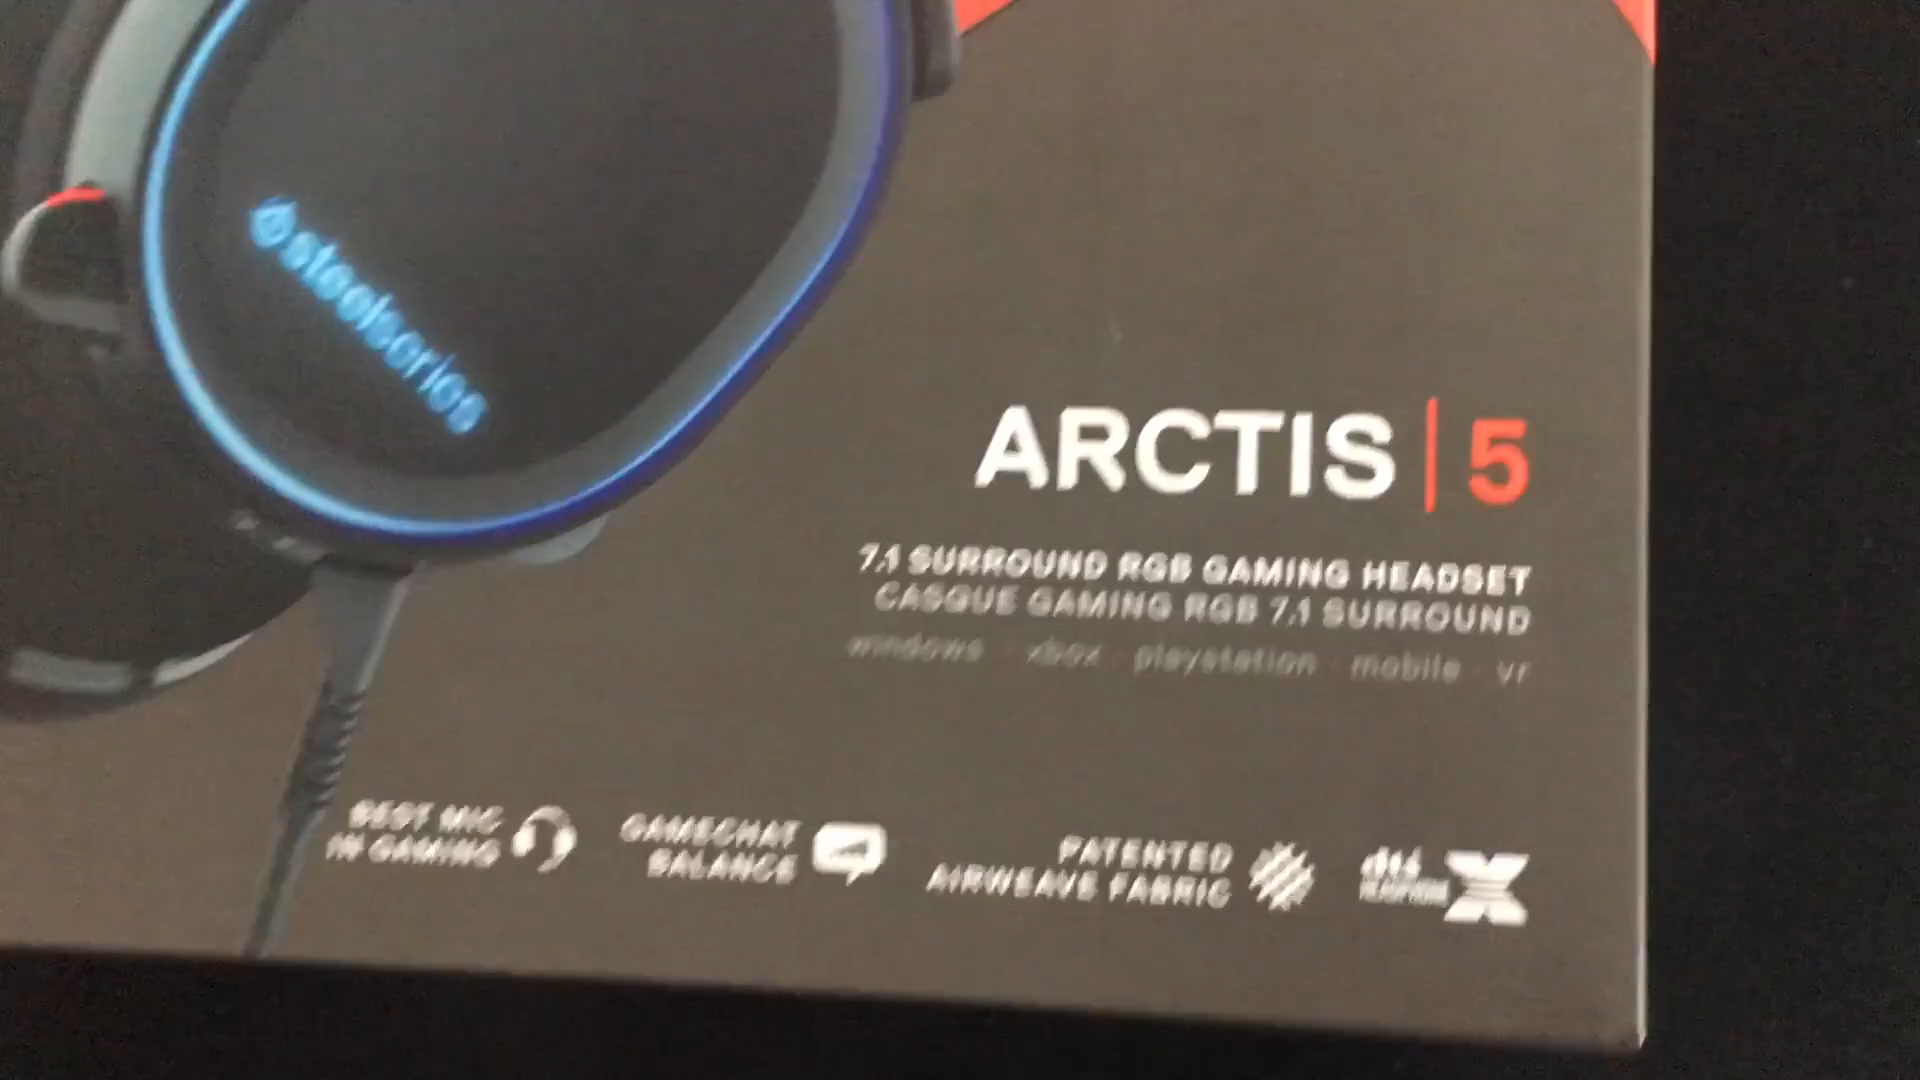 steelseries
ARCTIS | 5
7.1 SURROUND RGB GAMING HEADSET
CASQUE GAMING RGB 7.1 SURROUND
windows xbox playstation mobile vr
BEST MIC
IN GAMING
GAMECHAT
BALANCE
PATENTED
AIRWEAVE FABRIC
dts
X